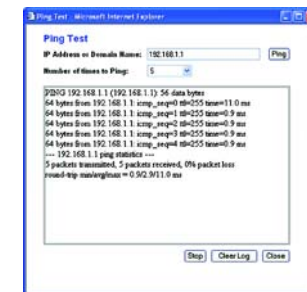 Ping Test - Microsoft Internet Explorer
Ping Test
IP Address or Domain Name: 192.168.1.1 Ping
Number of times to Ping: 5
PING 192.168.1.1 (192.168.1.1): 56 data bytes
64 bytes from 192.168.1.1: icmp_seq=0 ttl=255 time=11.0 ms
64 bytes from 192.168.1.1: icmp_seq=1 ttl=255 time=0.9 ms
64 bytes from 192.168.1.1: icmp_seq=2 ttl=255 time=0.9 ms
64 bytes from 192.168.1.1: icmp_seq=3 ttl=255 time=0.9 ms
64 bytes from 192.168.1.1: icmp_seq=4 ttl=255 time=0.9 ms
--- 192.168.1.1 ping statistics ---
5 packets transmitted, 5 packets received, 0% packet loss
round-trip min/avg/max = 0.9/2.9/11.0 ms
Stop Clear Log Close